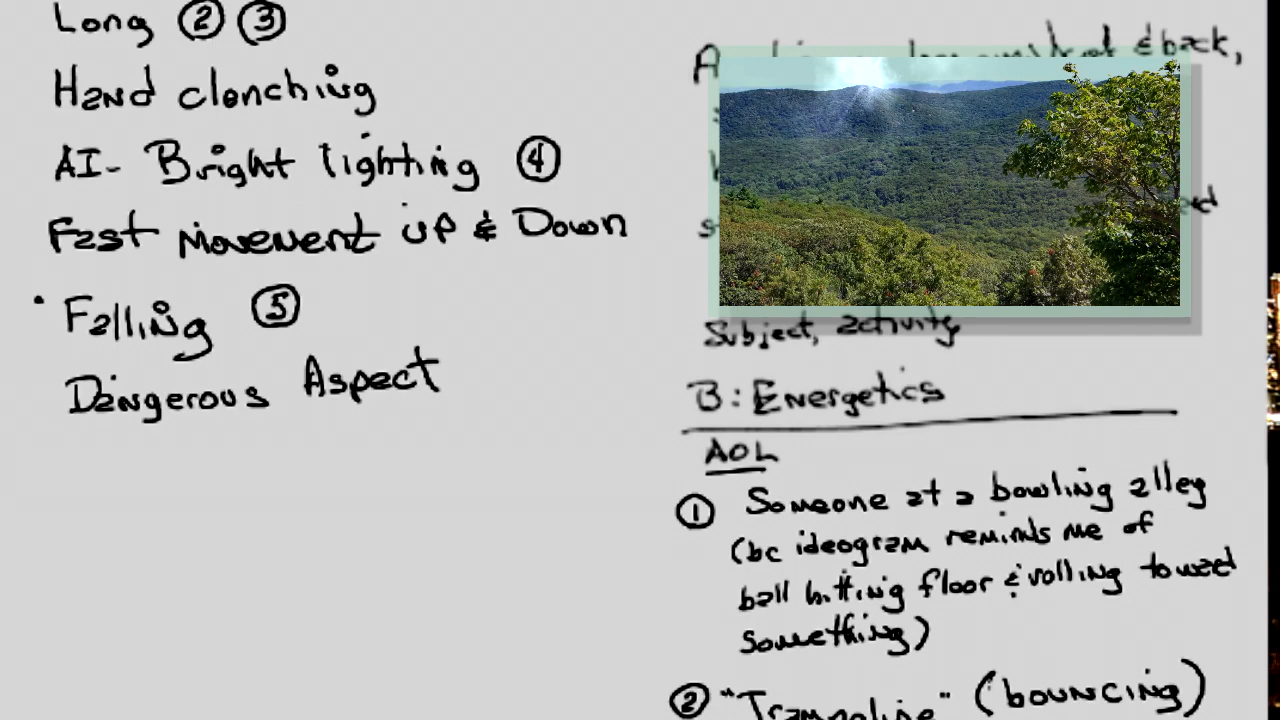 Long ② ③
Hand clenching
AI- Bright lighting ④
Fast movement up & Down
• Falling ⑤
Dangerous Aspect
& back,
Subject, activity
B: Energetics
AOL
① Someone at a bowling alley
(bc ideogram reminds me of
ball hitting floor & rolling toward
something)
② "Trampoline" (bouncing)